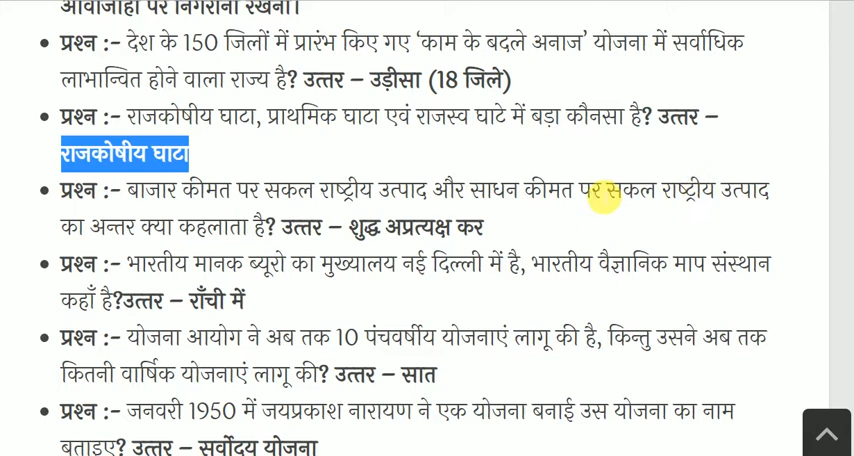 आवाजाही पर निगरानी रखना।
प्रश्न :- देश के 150 जिलों में प्रारंभ किए गए ‘काम के बदले अनाज’ योजना में सर्वाधिक
लाभान्वित होने वाला राज्य है? उत्तर – उड़ीसा (18 जिले)
प्रश्न :- राजकोषीय घाटा, प्राथमिक घाटा एवं राजस्व घाटे में बड़ा कौनसा है? उत्तर –
राजकोषीय घाटा
प्रश्न :- बाजार कीमत पर सकल राष्ट्रीय उत्पाद और साधन कीमत पर सकल राष्ट्रीय उत्पाद
का अन्तर क्या कहलाता है? उत्तर – शुद्ध अप्रत्यक्ष कर
प्रश्न :- भारतीय मानक ब्यूरो का मुख्यालय नई दिल्ली में है, भारतीय वैज्ञानिक माप संस्थान
कहाँ है?उत्तर – राँची में
प्रश्न :- योजना आयोग ने अब तक 10 पंचवर्षीय योजनाएं लागू की है, किन्तु उसने अब तक
कितनी वार्षिक योजनाएं लागू की? उत्तर – सात
प्रश्न :- जनवरी 1950 में जयप्रकाश नारायण ने एक योजना बनाई उस योजना का नाम
बताइए? उत्तर – सर्वोदय योजना